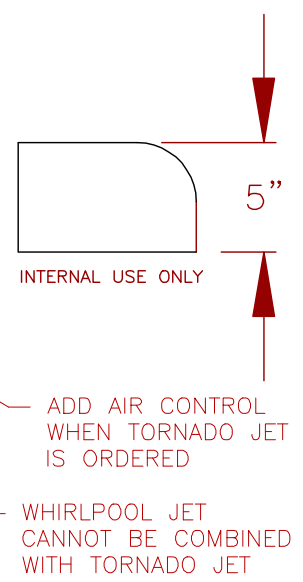 5”
INTERNAL USE ONLY
ADD AIR CONTROL
WHEN TORNADO JET
IS ORDERED
WHIRLPOOL JET
CANNOT BE COMBINED
WITH TORNADO JET